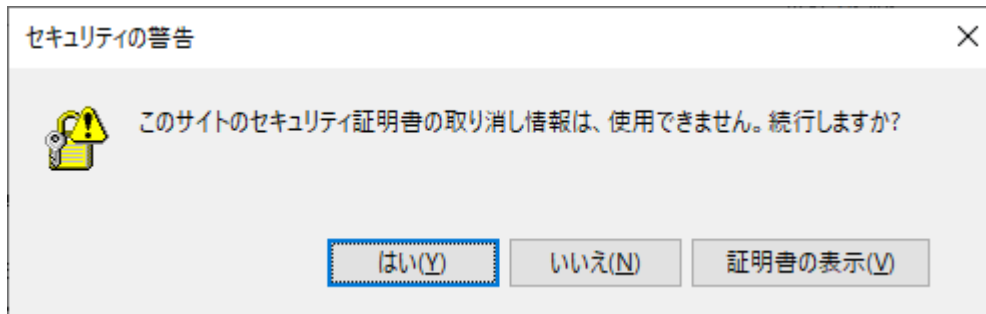 セキュリティの警告
このサイトのセキュリティ証明書の取り消し情報は、使用できません。続行しますか?
はい(Y)
いいえ(N)
証明書の表示(V)